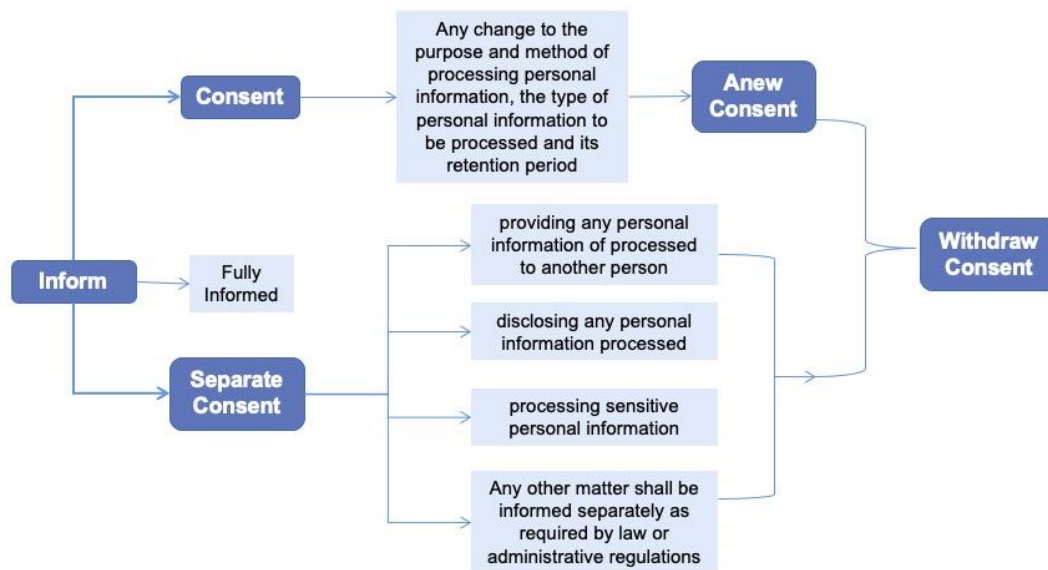 Any change to the
purpose and method of
processing personal
information, the type of
personal information to
be processed and its
retention period
Consent
Anew
Consent
providing any personal
information of processed
to another person
Withdraw
Consent
Inform
Fully
Informed
disclosing any personal
information processed
Separate
Consent
processing sensitive
personal information
Any other matter shall be
informed separately as
required by law or
administrative regulations